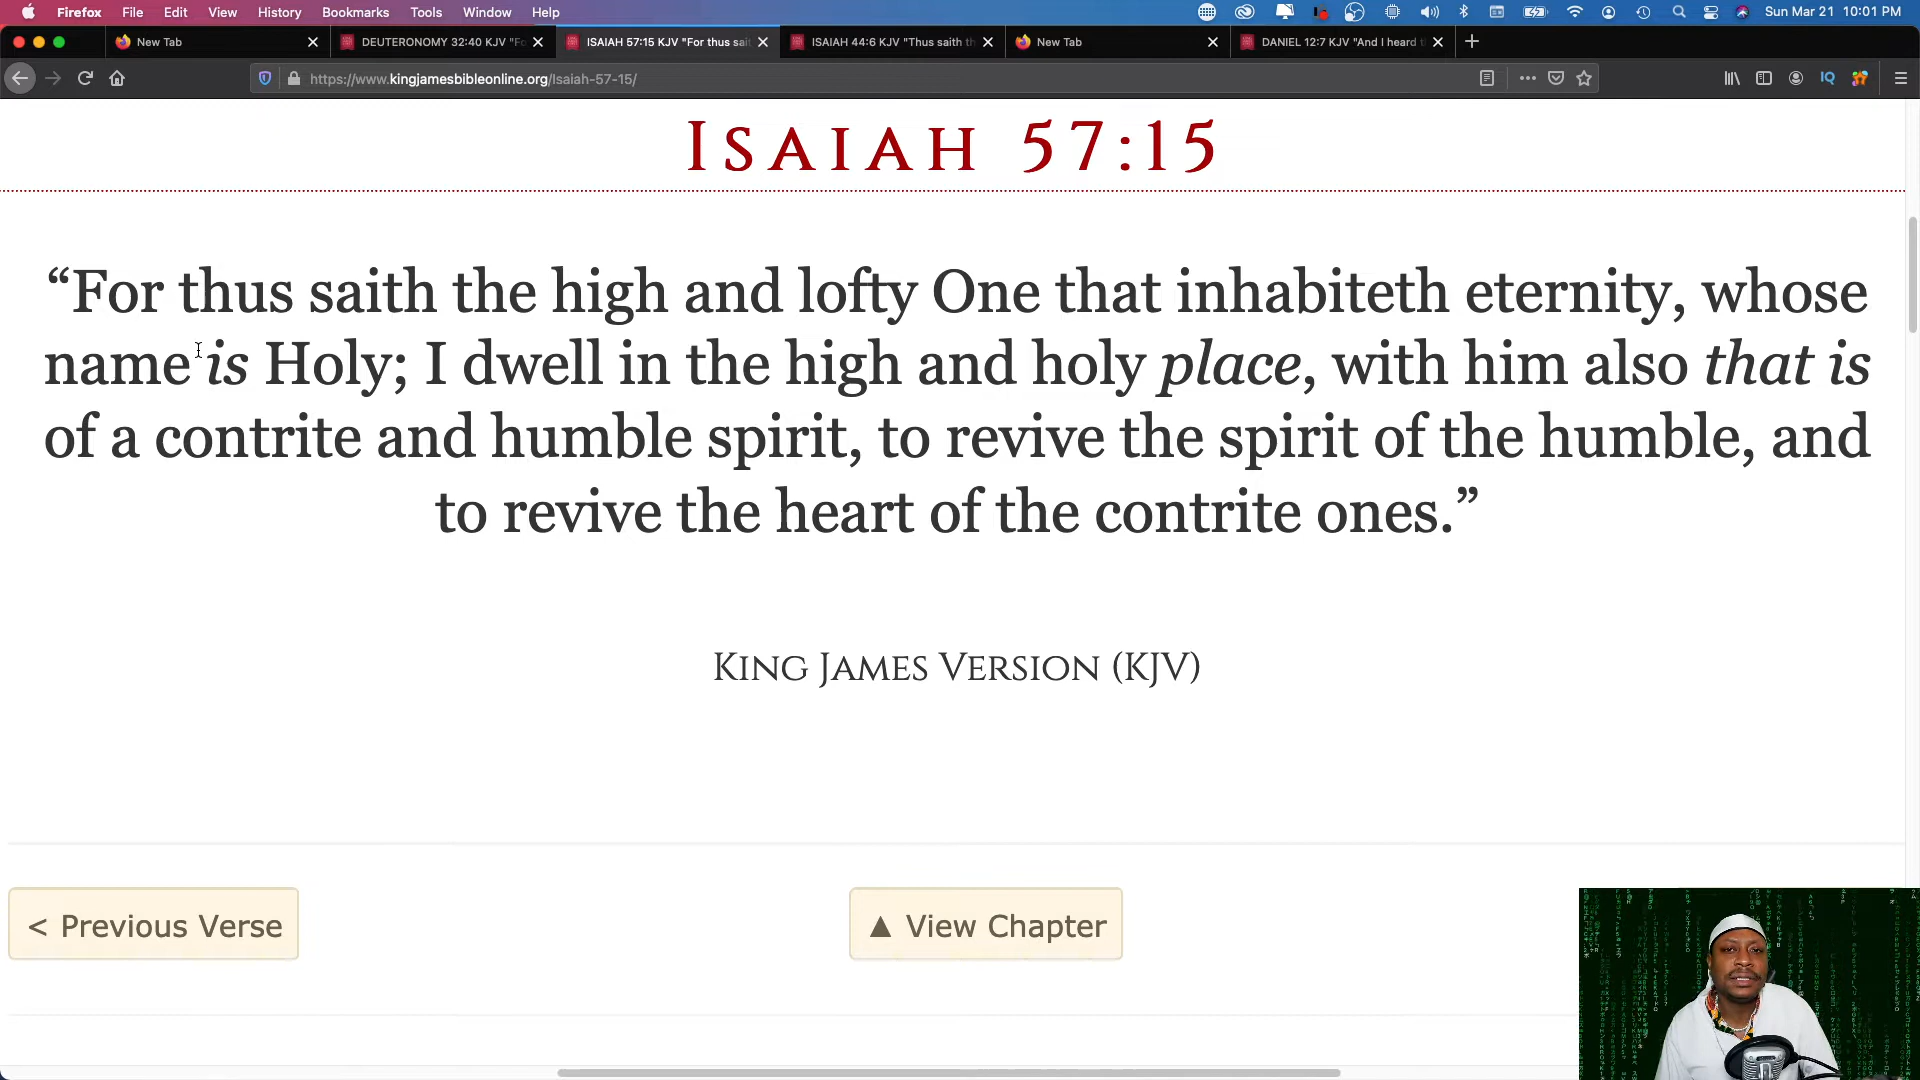 Firefox File Edit View History Bookmarks Tools Window Help Sun Mar 21 10:01 PM
New Tab DEUTERONOMY 32:40 KJV "Fo ISAIAH 57:15 KJV "For thus sait ISAIAH 44:6 KJV "Thus saith th New Tab DANIEL 12:7 KJV "And I heard t
https://www.kingjamesbibleonline.org/Isaiah-57-15/ IQ
ISAIAH 57:15
“For thus saith the high and lofty One that inhabiteth eternity, whose
name is Holy; I dwell in the high and holy place, with him also that is
of a contrite and humble spirit, to revive the spirit of the humble, and
to revive the heart of the contrite ones.”
KING JAMES VERSION (KJV)
< Previous Verse ▲ View Chapter